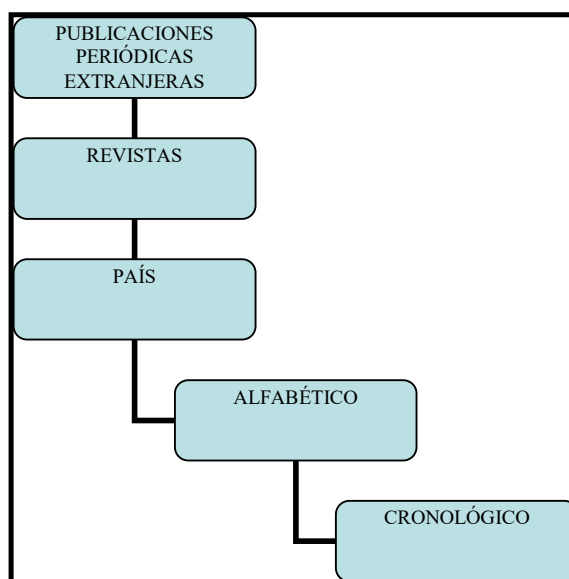 PUBLICACIONES
PERIÓDICAS
EXTRANJERAS
REVISTAS
PAÍS
ALFABÉTICO
CRONOLÓGICO